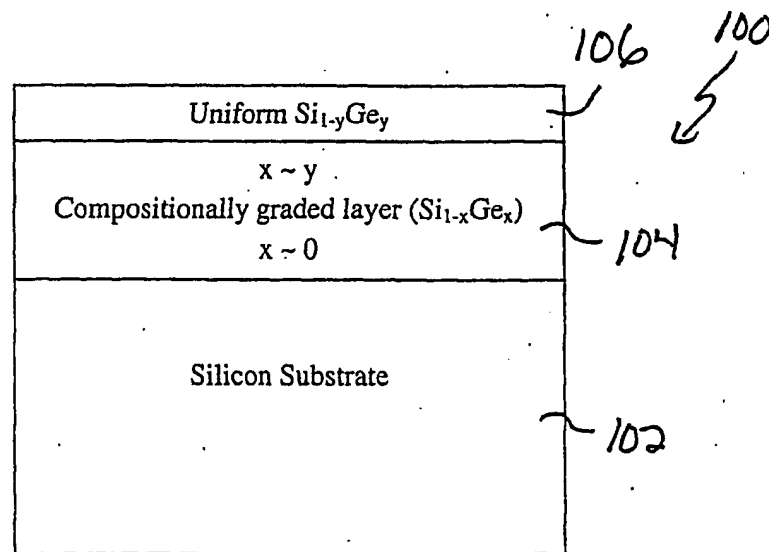 100
106
Uniform Si₁₋yGey
x ~ y
Compositionally graded layer (Si₁₋ₓGeₓ)
104
x ~ 0
Silicon Substrate
102